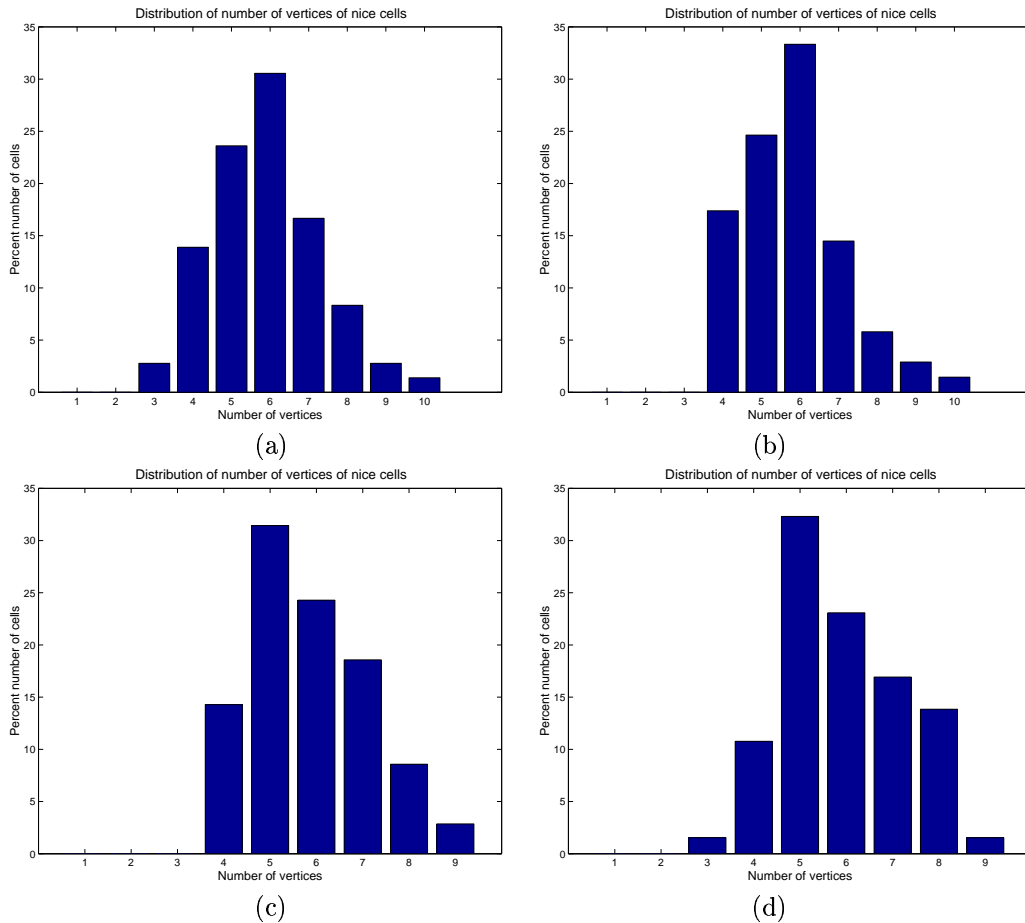 Distribution of number of vertices of nice cells
35
30
25
20
15
10
5
0
Percent number of cells
1 2 3 4 5 6 7 8 9 10
Number of vertices
(a)
Distribution of number of vertices of nice cells
35
30
25
20
15
10
5
0
Percent number of cells
1 2 3 4 5 6 7 8 9 10
Number of vertices
(b)
Distribution of number of vertices of nice cells
35
30
25
20
15
10
5
0
Percent number of cells
1 2 3 4 5 6 7 8 9
Number of vertices
(c)
Distribution of number of vertices of nice cells
35
30
25
20
15
10
5
0
Percent number of cells
1 2 3 4 5 6 7 8 9
Number of vertices
(d)